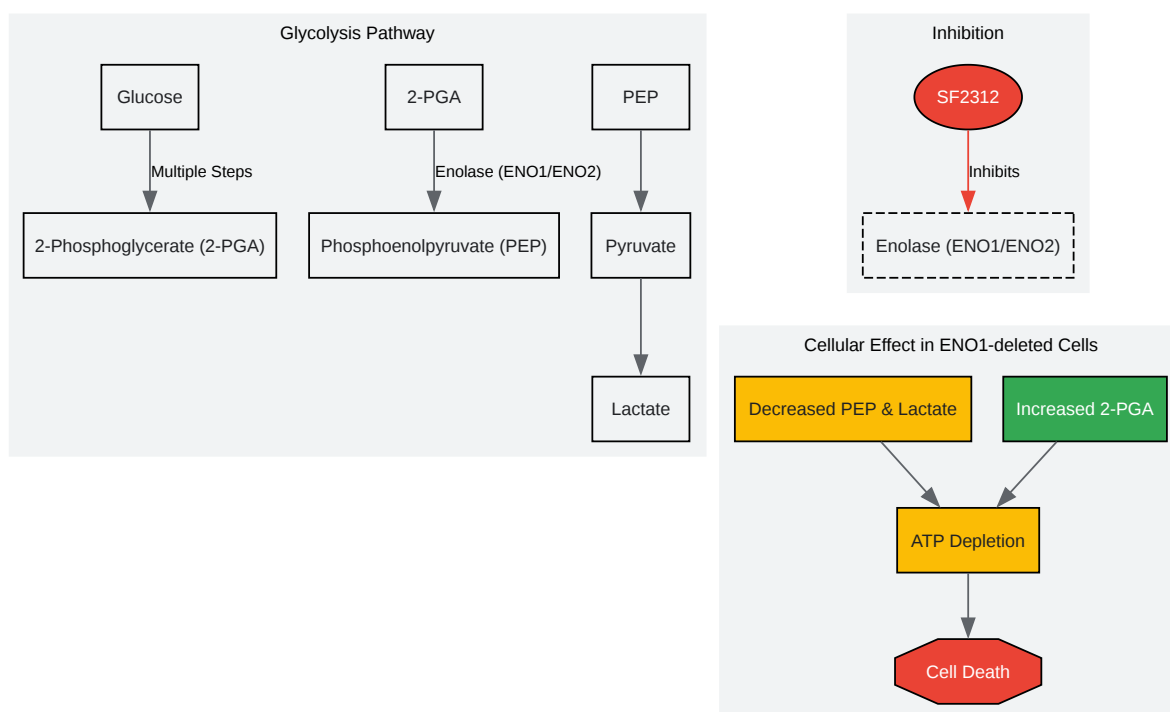 Glycolysis Pathway
Glucose
2-PGA
PEP
Multiple Steps
Enolase (ENO1/ENO2)
2-Phosphoglycerate (2-PGA)
Phosphoenolpyruvate (PEP)
Pyruvate
Lactate
Inhibition
SF2312
Inhibits
Enolase (ENO1/ENO2)
Cellular Effect in ENO1-deleted Cells
Decreased PEP & Lactate
Increased 2-PGA
ATP Depletion
Cell Death